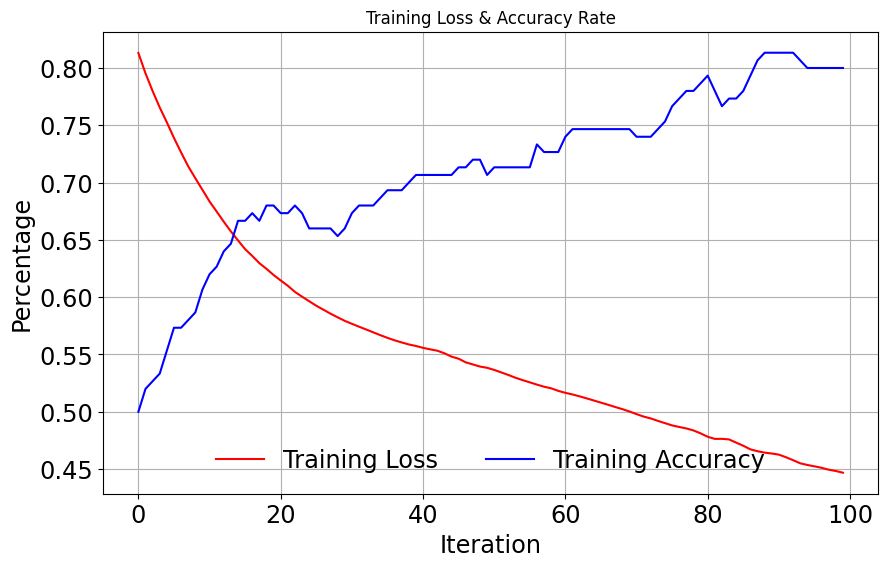 Training Loss & Accuracy Rate
0.80
0.75
0.70
0.65
0.60
0.55
0.50
0.45
Percentage
Training Loss
Training Accuracy
0 20 40 60 80 100
Iteration